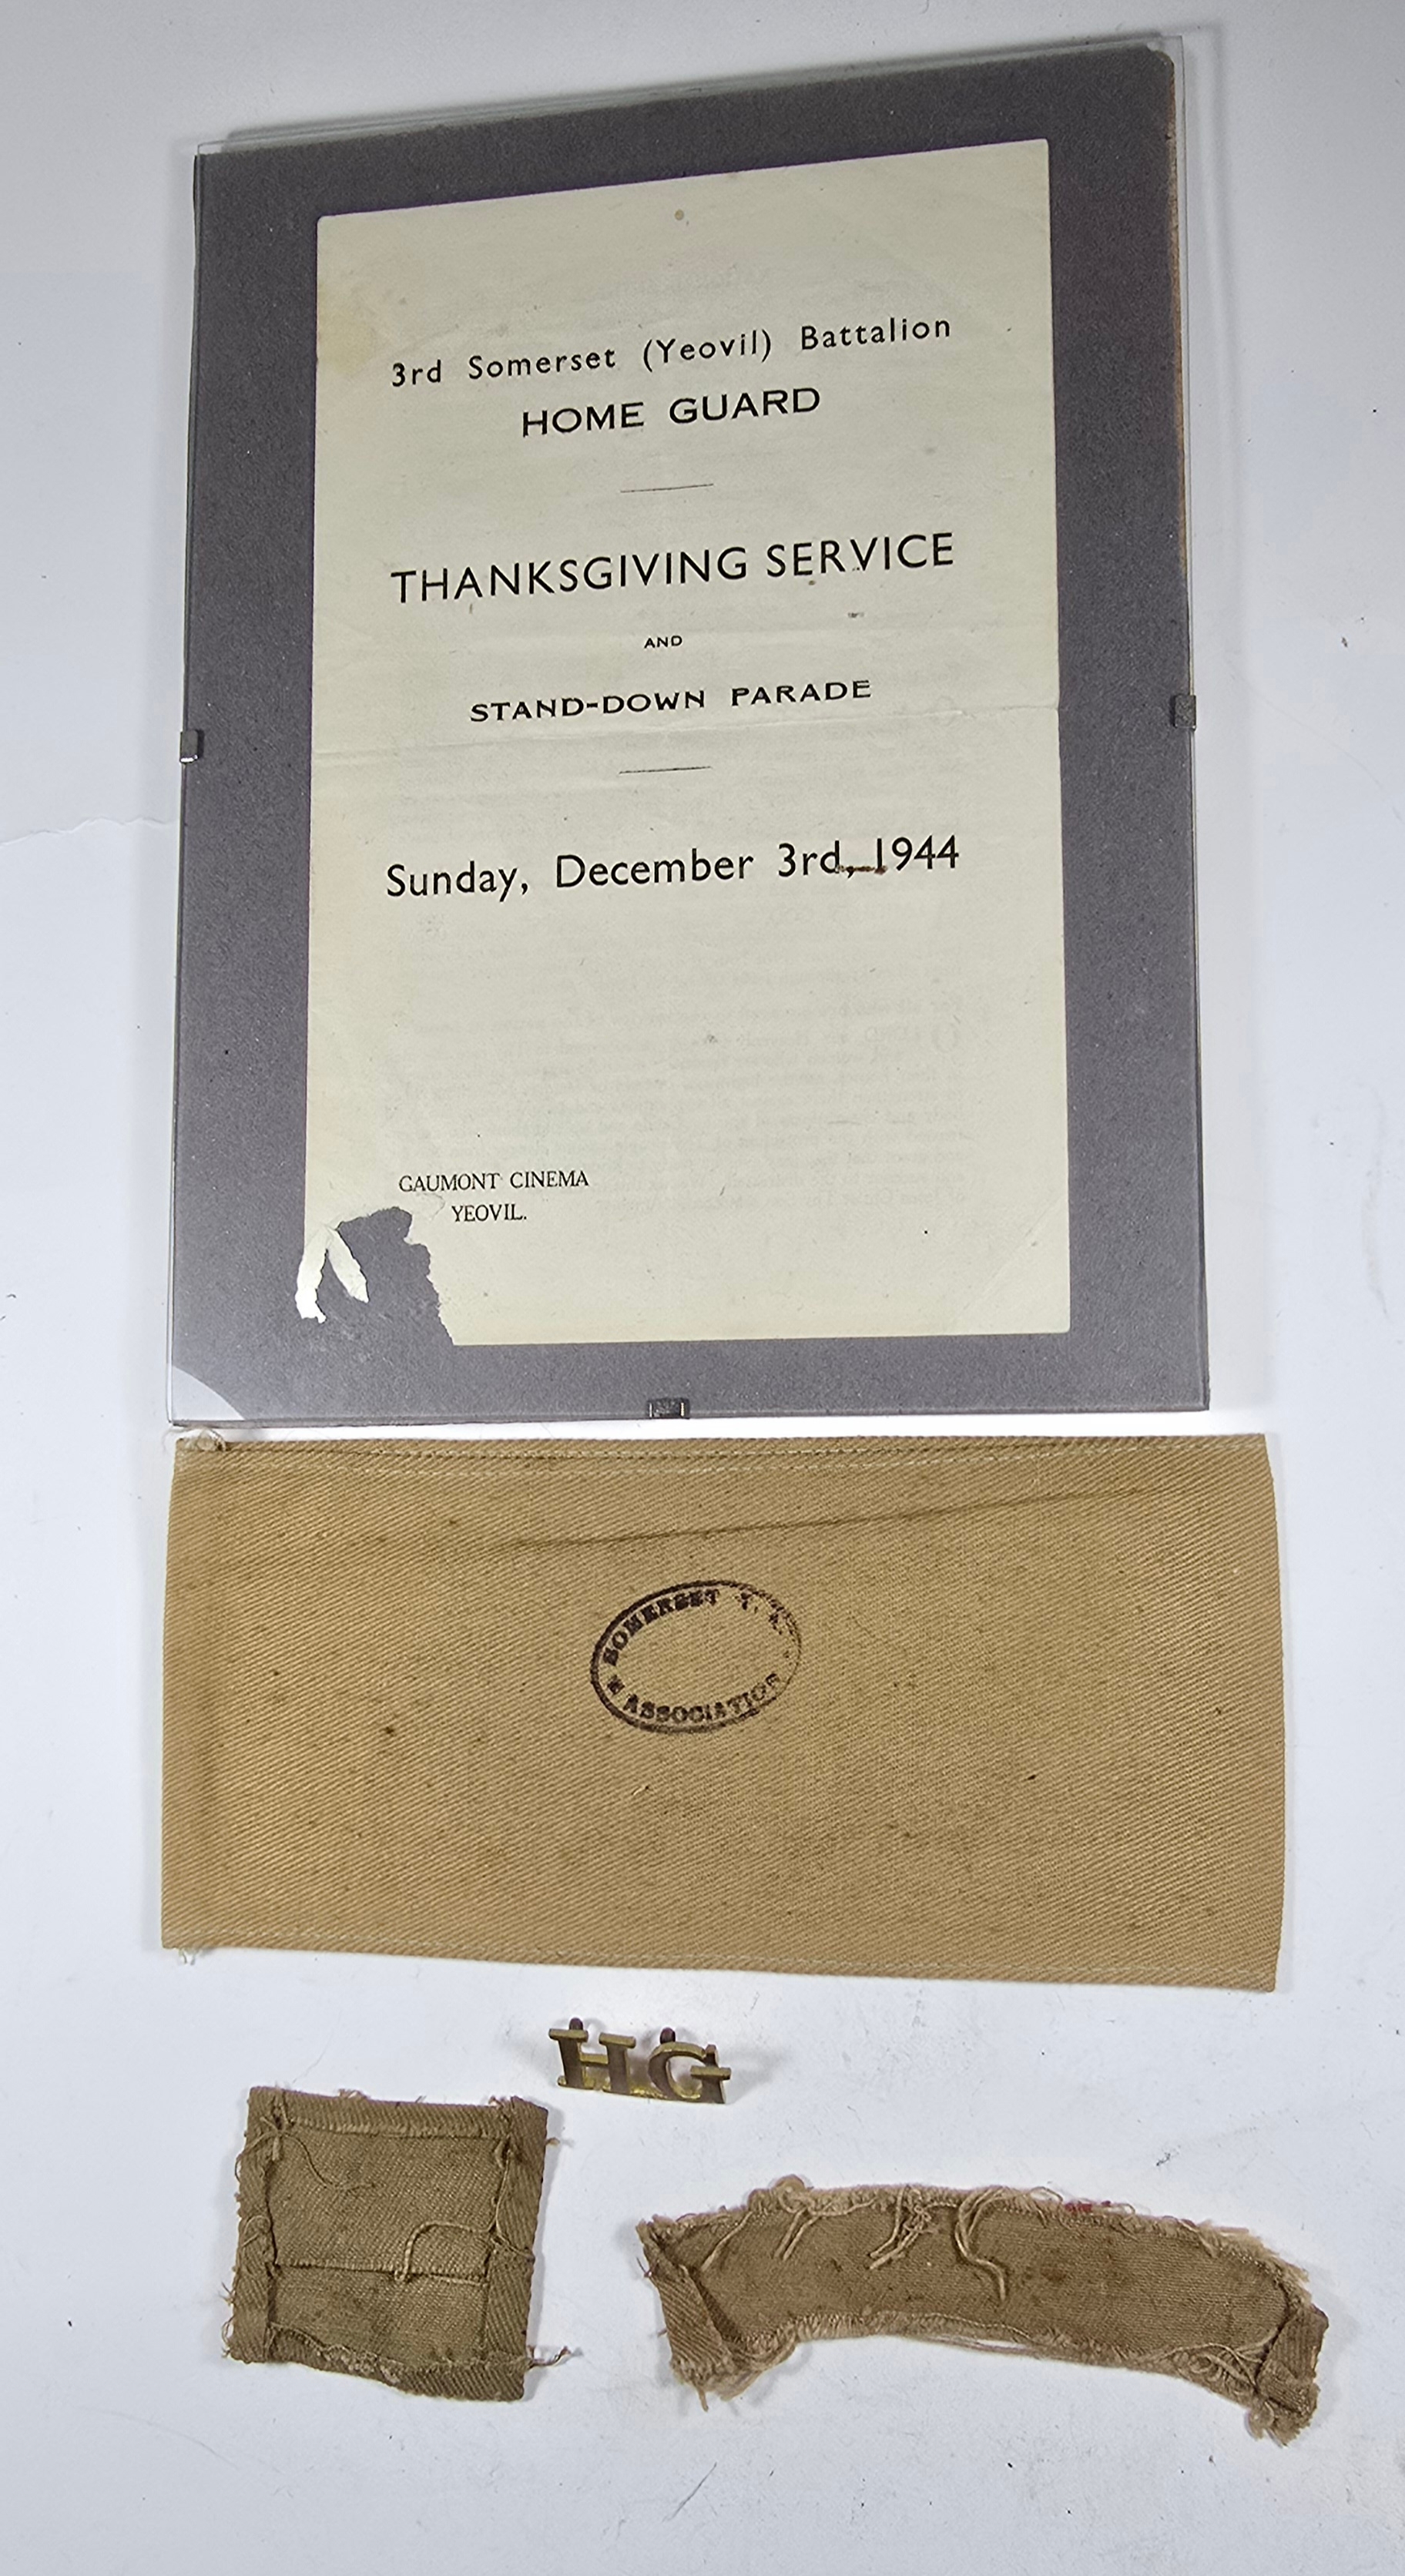 3rd Somerset (Yeovil) Battalion
HOME GUARD
THANKSGIVING SERVICE
AND
STAND-DOWN PARADE
Sunday, December 3rd, 1944
GAUMONT CINEMA
YEOVIL.
SOMERSET T.
ASSOCIATION
HG